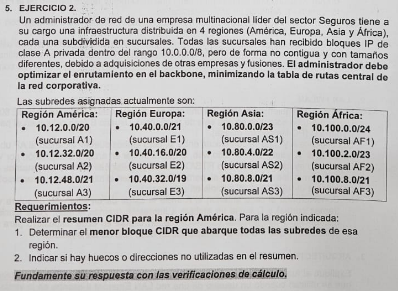 5. EJERCICIO 2.
Un administrador de red de una empresa multinacional líder del sector Seguros tiene a
su cargo una infraestructura distribuida en 4 regiones (América, Europa, Asia y África),
cada una subdividida en sucursales. Todas las sucursales han recibido bloques IP de
clase A privada dentro del rango 10.0.0.0/8, pero de forma no contigua y con tamaños
diferentes, debido a adquisiciones de otras empresas y fusiones. El administrador debe
optimizar el enrutamiento en el backbone, minimizando la tabla de rutas central de
la red corporativa.
Las subredes asignadas actualmente son:
Región América:
• 10.12.0.0/20
(sucursal A1)
• 10.12.32.0/20
(sucursal A2)
• 10.12.48.0/21
(sucursal A3)
Región Europa:
• 10.40.0.0/21
(sucursal E1)
• 10.40.16.0/20
(sucursal E2)
• 10.40.32.0/19
(sucursal E3)
Región Asia:
• 10.80.0.0/23
(sucursal AS1)
• 10.80.4.0/22
(sucursal AS2)
• 10.80.8.0/21
(sucursal AS3)
Región África:
• 10.100.0.0/24
(sucursal AF1)
• 10.100.2.0/23
(sucursal AF2)
• 10.100.8.0/21
(sucursal AF3)
Requerimientos:
Realizar el resumen CIDR para la región América. Para la región indicada:
1. Determinar el menor bloque CIDR que abarque todas las subredes de esa
región.
2. Indicar si hay huecos o direcciones no utilizadas en el resumen.
Fundamente su respuesta con las verificaciones de cálculo.